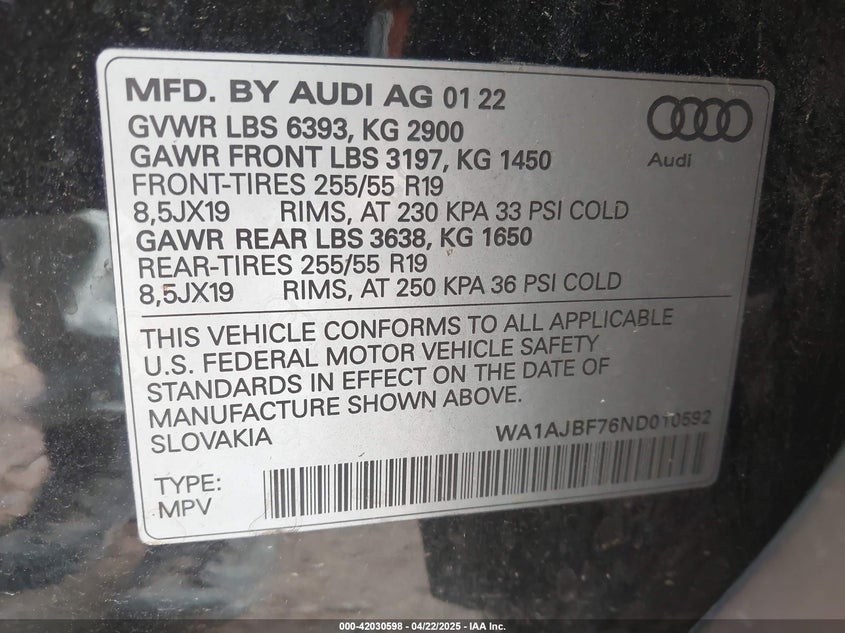 MFD. BY AUDI AG 01 22
GVWR LBS 6393, KG 2900
GAWR FRONT LBS 3197, KG 1450
FRONT-TIRES 255/55 R19
8,5JX19 RIMS, AT 230 KPA 33 PSI COLD
GAWR REAR LBS 3638, KG 1650
REAR-TIRES 255/55 R19
8,5JX19 RIMS, AT 250 KPA 36 PSI COLD
Audi
THIS VEHICLE CONFORMS TO ALL APPLICABLE
U.S. FEDERAL MOTOR VEHICLE SAFETY
STANDARDS IN EFFECT ON THE DATE OF
MANUFACTURE SHOWN ABOVE.
SLOVAKIA WA1AJBF76ND010592
TYPE:
MPV
000-42030598 - 04/22/2025 - IAA Inc.